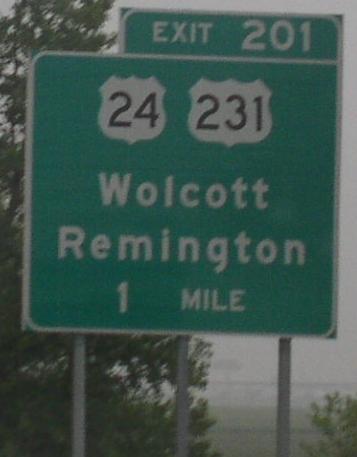 EXIT 201
24 231
Wolcott
Remington
1 MILE